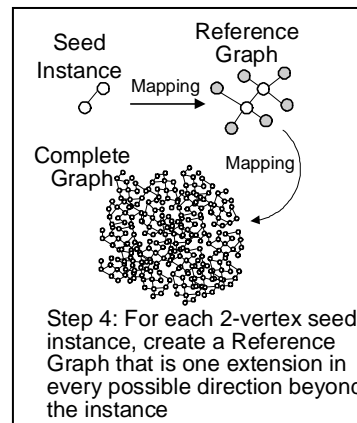 Seed
Instance
Mapping
Reference
Graph
Complete
Graph
Mapping
Step 4: For each 2-vertex seed
instance, create a Reference
Graph that is one extension in
every possible direction beyond
the instance